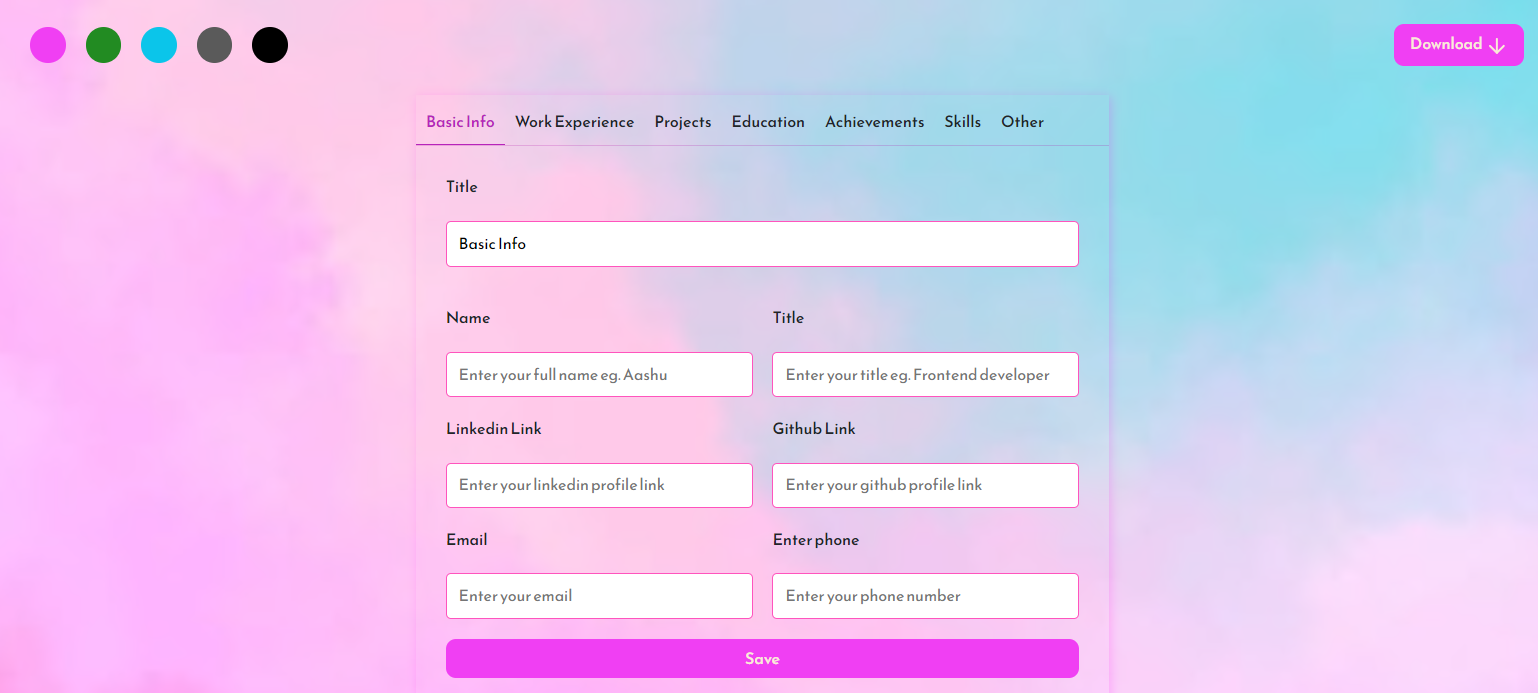 Download
Basic Info Work Experience Projects Education Achievements Skills Other
Title
Basic Info
Name Title
Enter your full name eg. Aashu Enter your title eg. Frontend developer
Linkedin Link Github Link
Enter your linkedin profile link Enter your github profile link
Email Enter phone
Enter your email Enter your phone number
Save